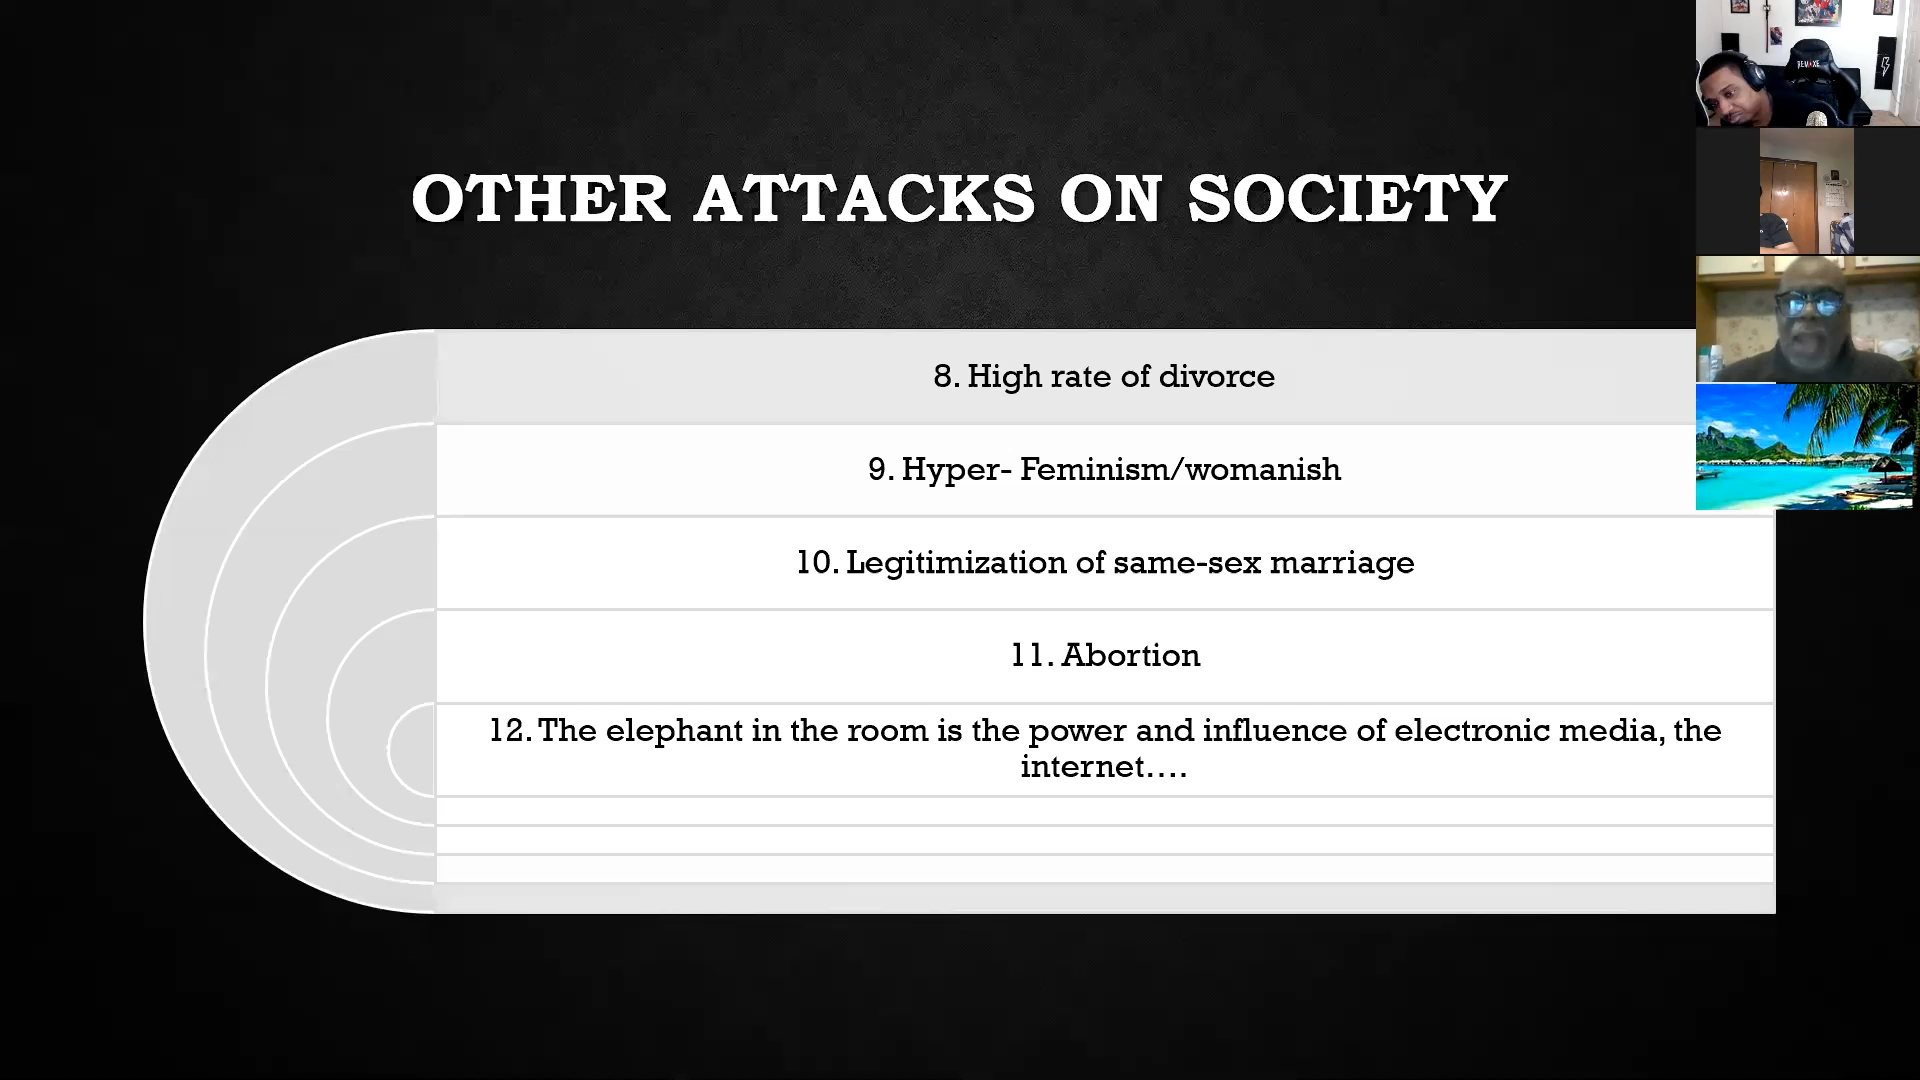 OTHER ATTACKS ON SOCIETY
8. High rate of divorce
9. Hyper- Feminism/womanish
10. Legitimization of same-sex marriage
11. Abortion
12. The elephant in the room is the power and influence of electronic media, the
internet….